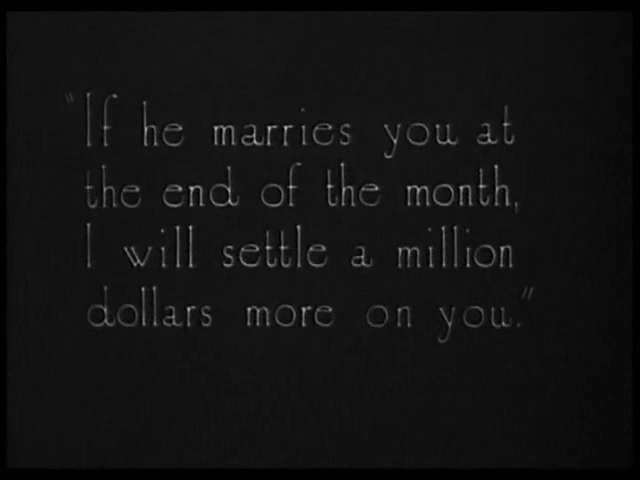 "If he marries you at
the end of the month,
I will settle a million
dollars more on you."